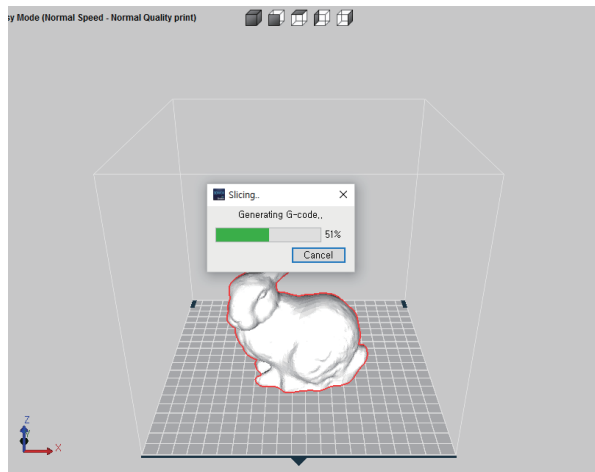 sy Mode (Normal Speed - Normal Quality print)
Slicing..
Generating G-code,,
51%
Cancel
Z
X